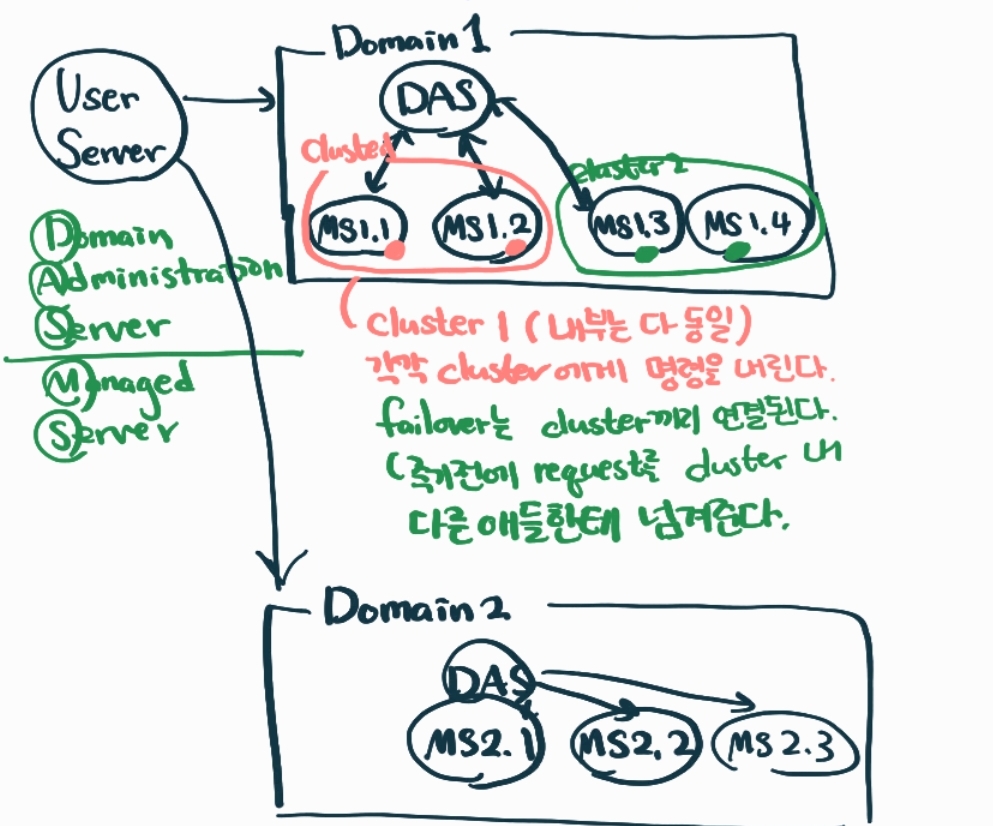 User
Server
Domain 1
DAS
Cluster1
Cluster 2
MS1.1
MS1.2
MS1.3
MS1.4
Domain
Administration
Server
Managed
Server
Cluster 1 (내부는 다 동일)
각각 cluster에게 명령을 내린다.
failover는 cluster끼리 연결된다.
(죽기전에 request를 cluster 내
다른애들한테 넘겨준다.
Domain 2
DAS
MS2.1
MS2.2
MS2.3